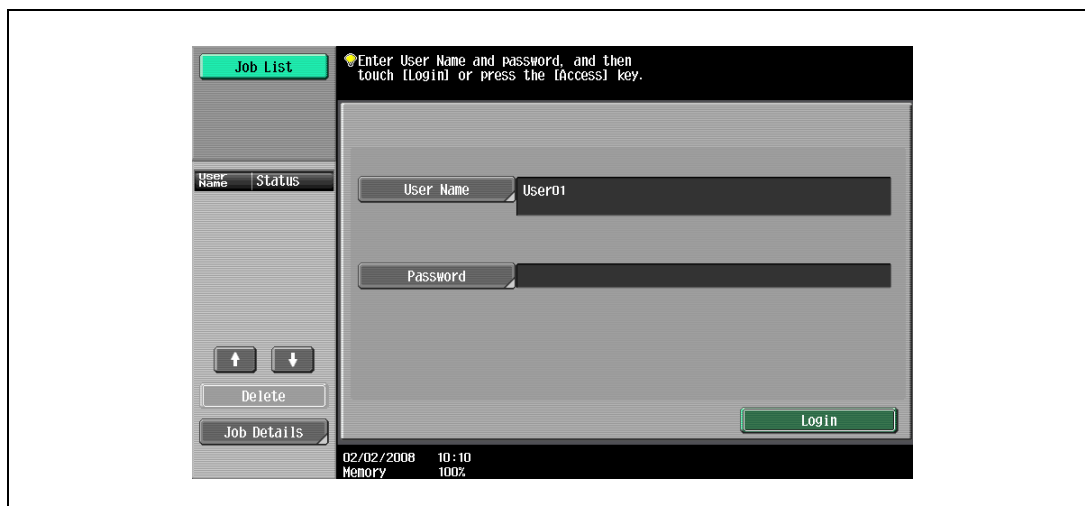 Job List
Enter User Name and password, and then
touch [Login] or press the [Access] key.
User Name
Status
User Name
User01
Password
Delete
Job Details
Login
02/02/2008 10:10
Memory 100%